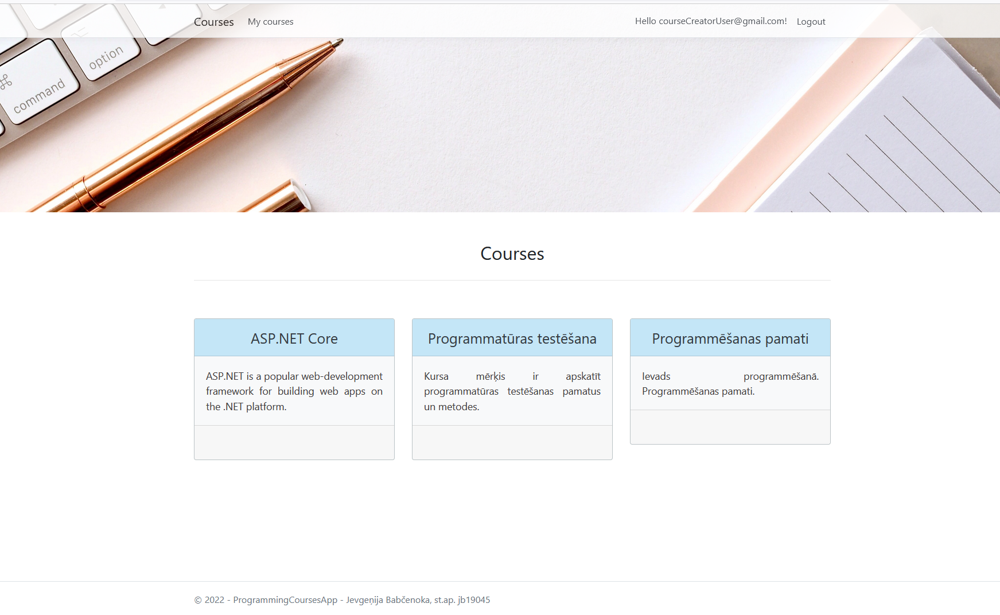 Courses My courses Hello courseCreatorUser@gmail.com! Logout
option
⌘
command
Courses
ASP.NET Core
ASP.NET is a popular web-development
framework for building web apps on
the .NET platform.
Programmatūras testēšana
Kursa mērķis ir apskatīt
programmatūras testēšanas pamatus
un metodes.
Programmēšanas pamati
Ievads programmēšanā.
Programmēšanas pamati.
© 2022 - ProgrammingCoursesApp - Jevgeņija Babčenoka, st.ap. jb19045